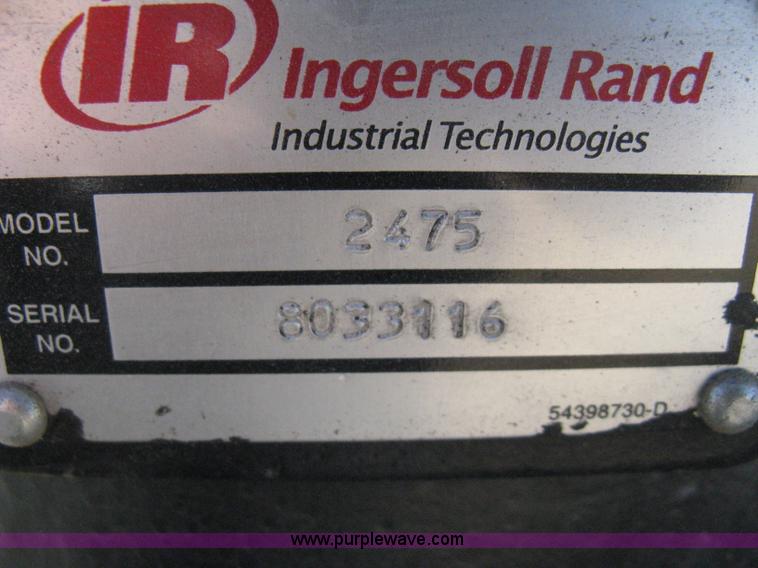 IR Ingersoll Rand
Industrial Technologies
MODEL NO. 2475
SERIAL NO. 8033116
54398730-D
www.purplewave.com